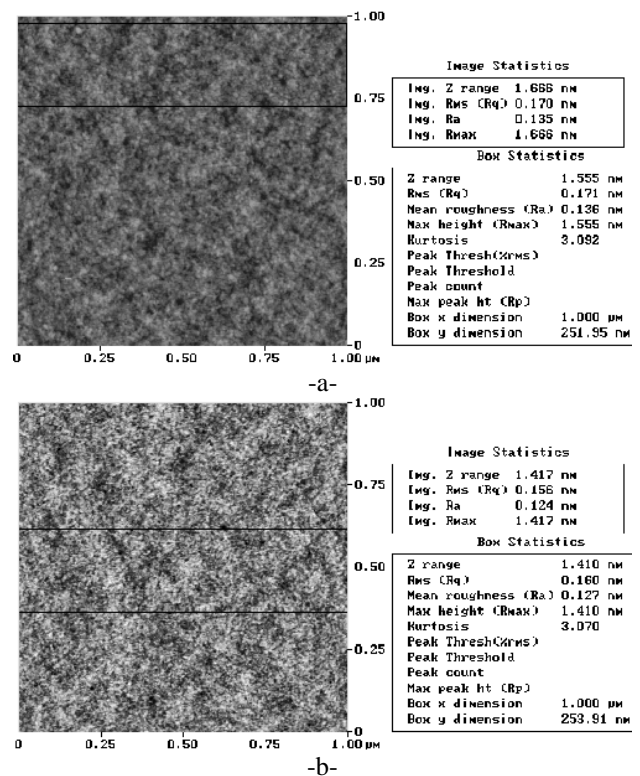 1.00
Image Statistics
Img. Z range 1.666 nm
Img. Rms (Rq) 0.170 nm
Img. Ra 0.135 nm
Img. Rmax 1.666 nm
0.75
Box Statistics
Z range 1.555 nm
Rms (Rq) 0.171 nm
Mean roughness (Ra) 0.136 nm
Max height (Rmax) 1.555 nm
Kurtosis 3.092
Peak Thresh(%rms)
Peak Threshold
Peak count
Max peak ht (Rp)
Box x dimension 1.000 µm
Box y dimension 251.95 nm
0.50
0.25
0
0 0.25 0.50 0.75 1.00 µm
-a-
1.00
Image Statistics
Img. Z range 1.417 nm
Img. Rms (Rq) 0.156 nm
Img. Ra 0.124 nm
Img. Rmax 1.417 nm
0.75
Box Statistics
Z range 1.410 nm
Rms (Rq) 0.160 nm
Mean roughness (Ra) 0.127 nm
Max height (Rmax) 1.410 nm
Kurtosis 3.070
Peak Thresh(%rms)
Peak Threshold
Peak count
Max peak ht (Rp)
Box x dimension 1.000 µm
Box y dimension 253.91 nm
0.50
0.25
0
0 0.25 0.50 0.75 1.00 µm
-b-